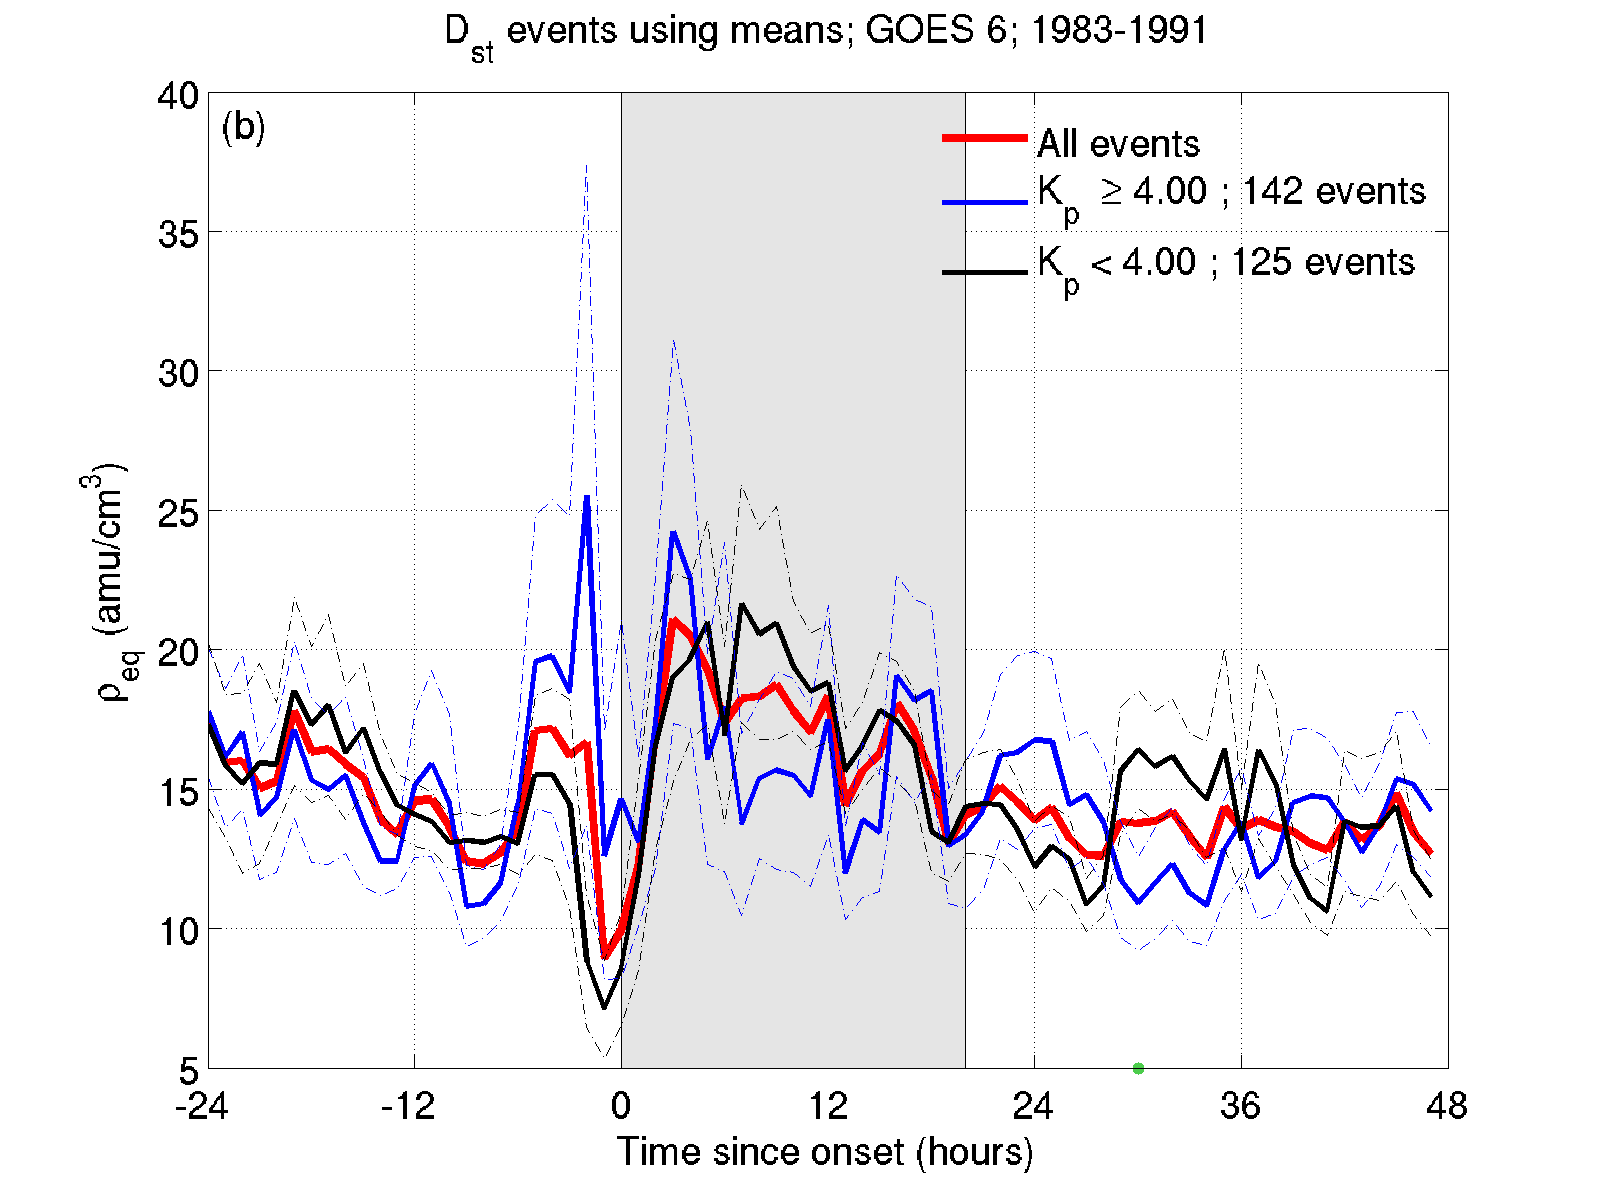 Dst events using means; GOES 6; 1983-1991
(b)
All events
Kp ≥ 4.00 ; 142 events
Kp < 4.00 ; 125 events
40
35
30
25
20
15
10
5
ρeq (amu/cm³)
-24 -12 0 12 24 36 48
Time since onset (hours)